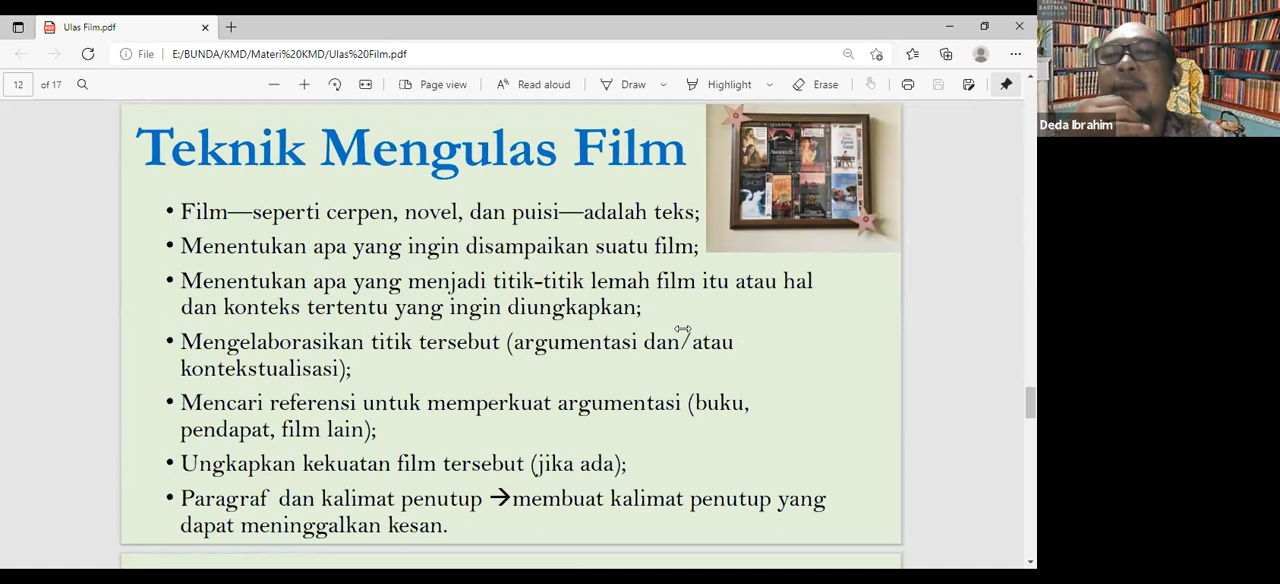 Ulas Film.pdf
File E:/BUNDA/KMD/Materi%20KMD/Ulas%20Film.pdf
12 of 17 Page view Read aloud Draw Highlight Erase
GEORGE EASTMAN MUSEUM
Deda Ibrahim
Teknik Mengulas Film
• Film—seperti cerpen, novel, dan puisi—adalah teks;
• Menentukan apa yang ingin disampaikan suatu film;
• Menentukan apa yang menjadi titik-titik lemah film itu atau hal
dan konteks tertentu yang ingin diungkapkan;
• Mengelaborasikan titik tersebut (argumentasi dan/atau
kontekstualisasi);
• Mencari referensi untuk memperkuat argumentasi (buku,
pendapat, film lain);
• Ungkapkan kekuatan film tersebut (jika ada);
• Paragraf dan kalimat penutup →membuat kalimat penutup yang
dapat meninggalkan kesan.